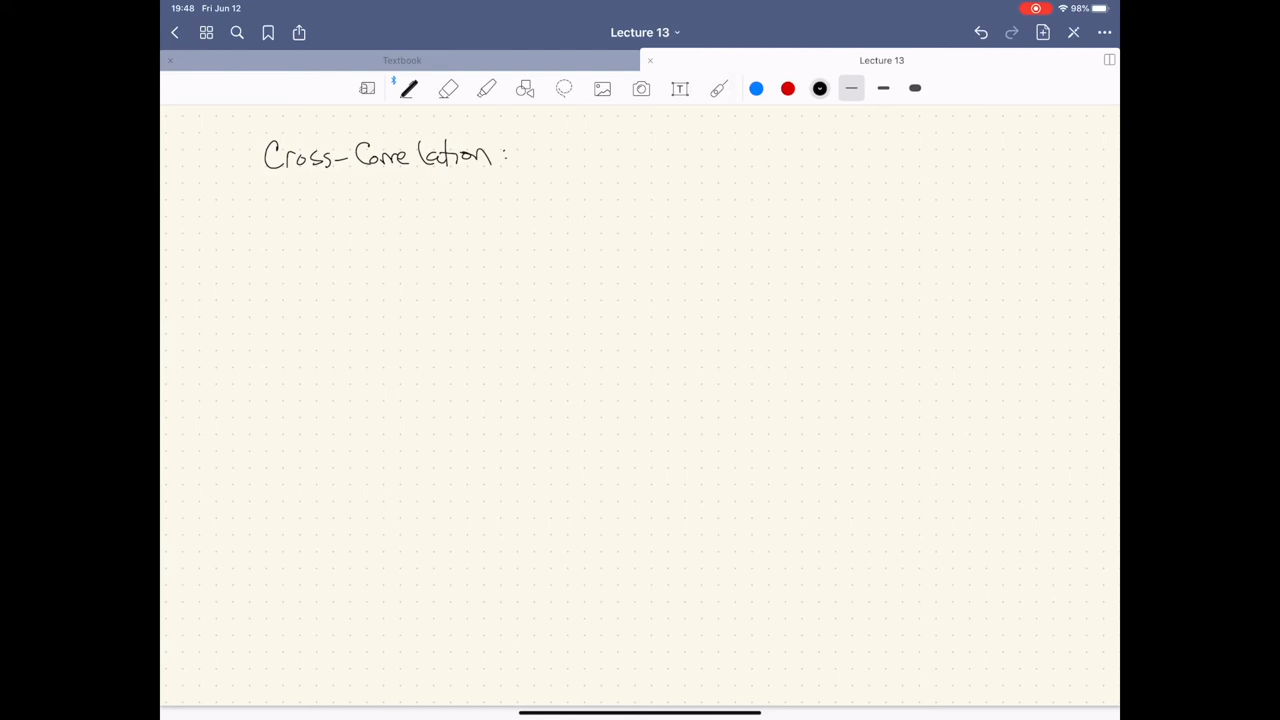 19:48 Fri Jun 12 98%
Lecture 13
Textbook Lecture 13
T
Cross-Correlation :